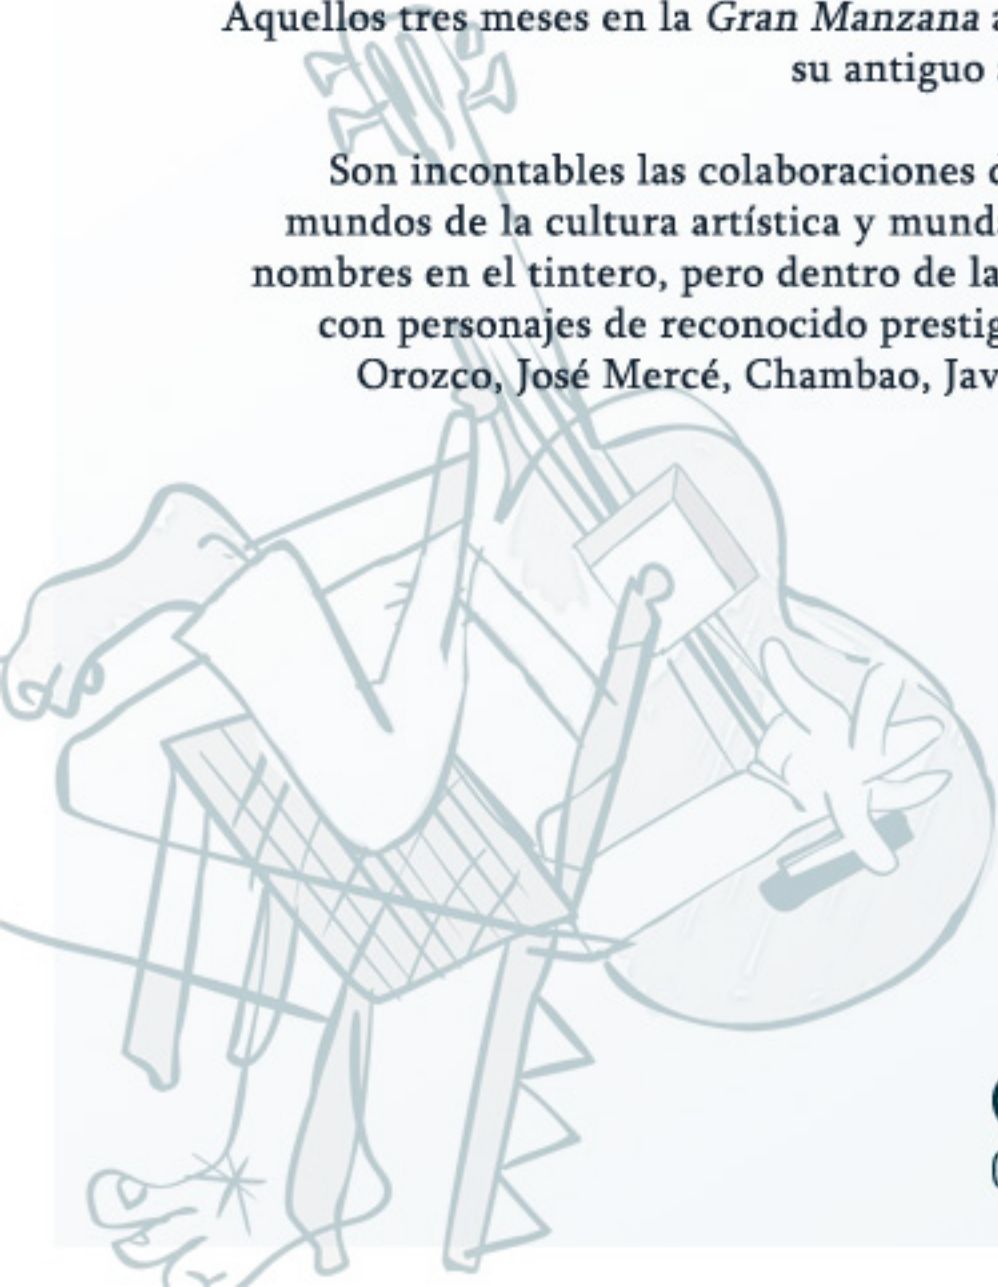 Aquellos tres meses en la Gran Manzana
su antiguo
Son incontables las colaboraciones
mundos de la cultura artística y
nombres en el tintero, pero dentro de la
con personajes de reconocido
Orozco, José Mercé, Chambao,